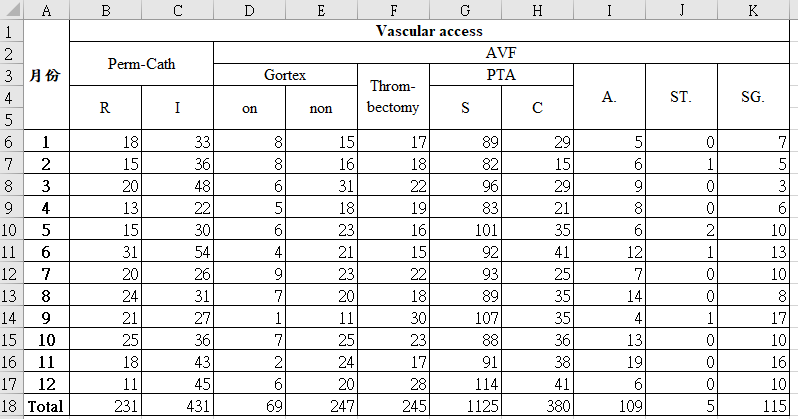 A B C D E F G H I J K
1 Vascular access
2 AVF
3 月份 Perm-Cath Gortex Throm-bectomy PTA A. ST. SG.
4 R I on non S C
5
6 1 18 33 8 15 17 89 29 5 0 7
7 2 15 36 8 16 18 82 15 6 1 5
8 3 20 48 6 31 22 96 29 9 0 3
9 4 13 22 5 18 19 83 21 8 0 6
10 5 15 30 6 23 16 101 35 6 2 10
11 6 31 54 4 21 15 92 41 12 1 13
12 7 20 26 9 23 22 93 25 7 0 10
13 8 24 31 7 20 18 89 35 14 0 8
14 9 21 27 1 11 30 107 35 4 1 17
15 10 25 36 7 25 23 88 36 13 0 10
16 11 18 43 2 24 17 91 38 19 0 16
17 12 11 45 6 20 28 114 41 6 0 10
18 Total 231 431 69 247 245 1125 380 109 5 115